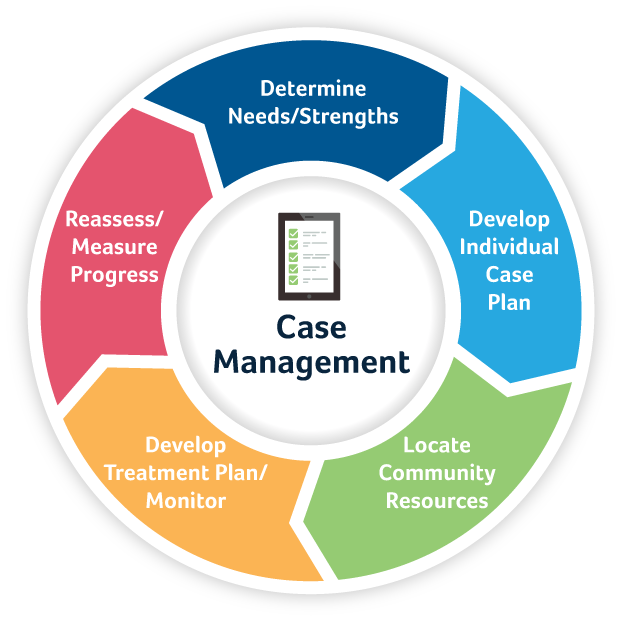 Determine
Needs/Strengths
Develop
Individual
Case
Plan
Locate
Community
Resources
Develop
Treatment Plan/
Monitor
Reassess/
Measure
Progress
Case
Management